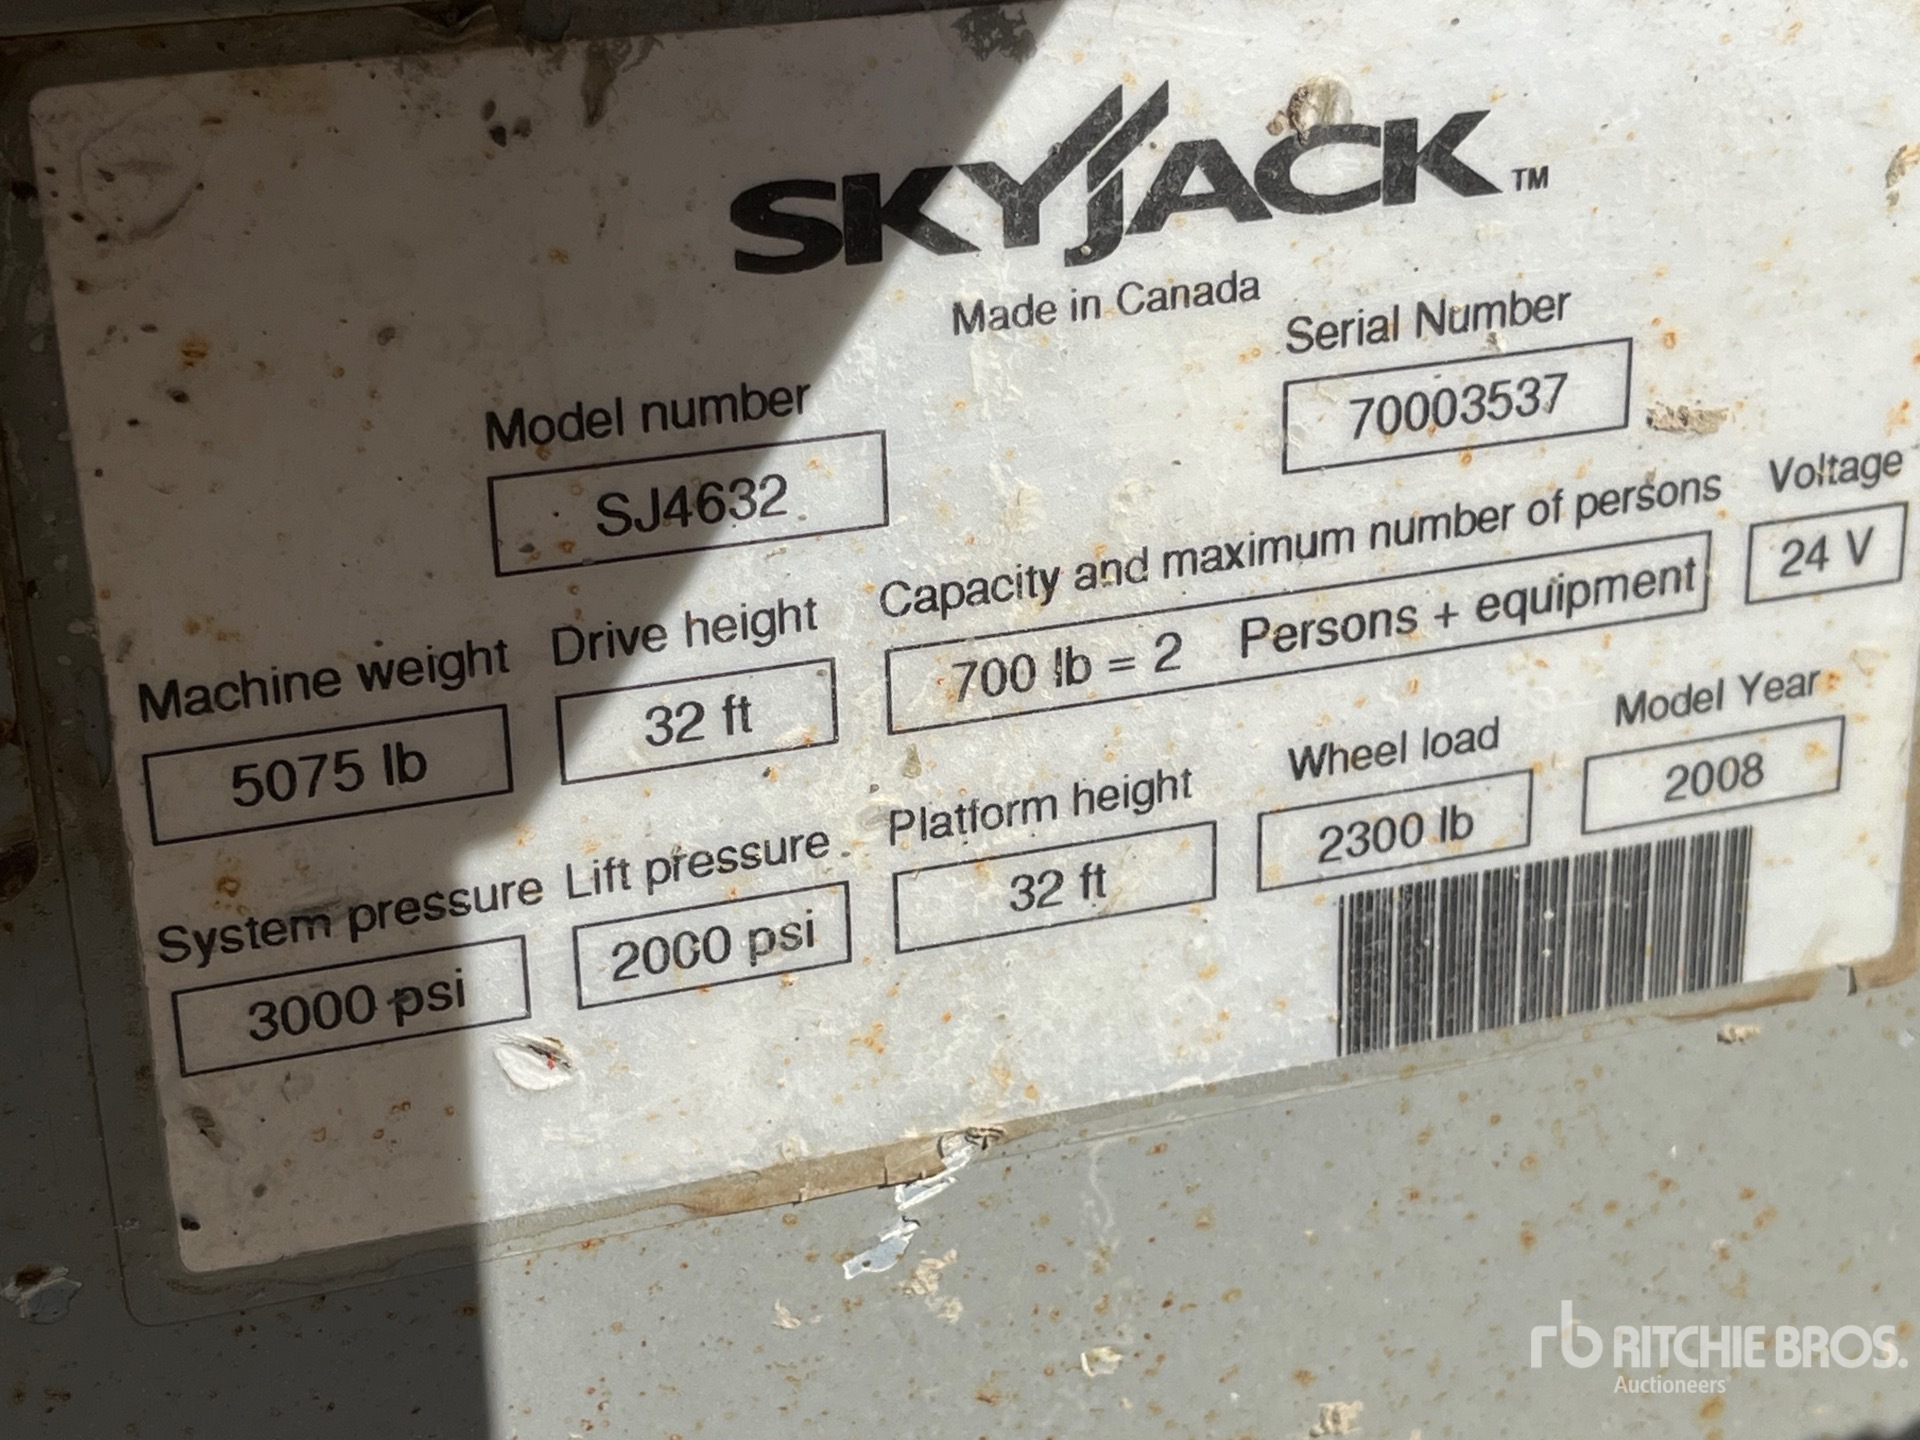 SKYJACK™
Made in Canada
Model number
SJ4632
Serial Number
70003537
Machine weight
5075 lb
Drive height
32 ft
Capacity and maximum number of persons
700 lb = 2 Persons + equipment
Voltage
24 V
System pressure
3000 psi
Lift pressure
2000 psi
Platform height
32 ft
Wheel load
2300 lb
Model Year
2008
rb RITCHIE BROS.
Auctioneers